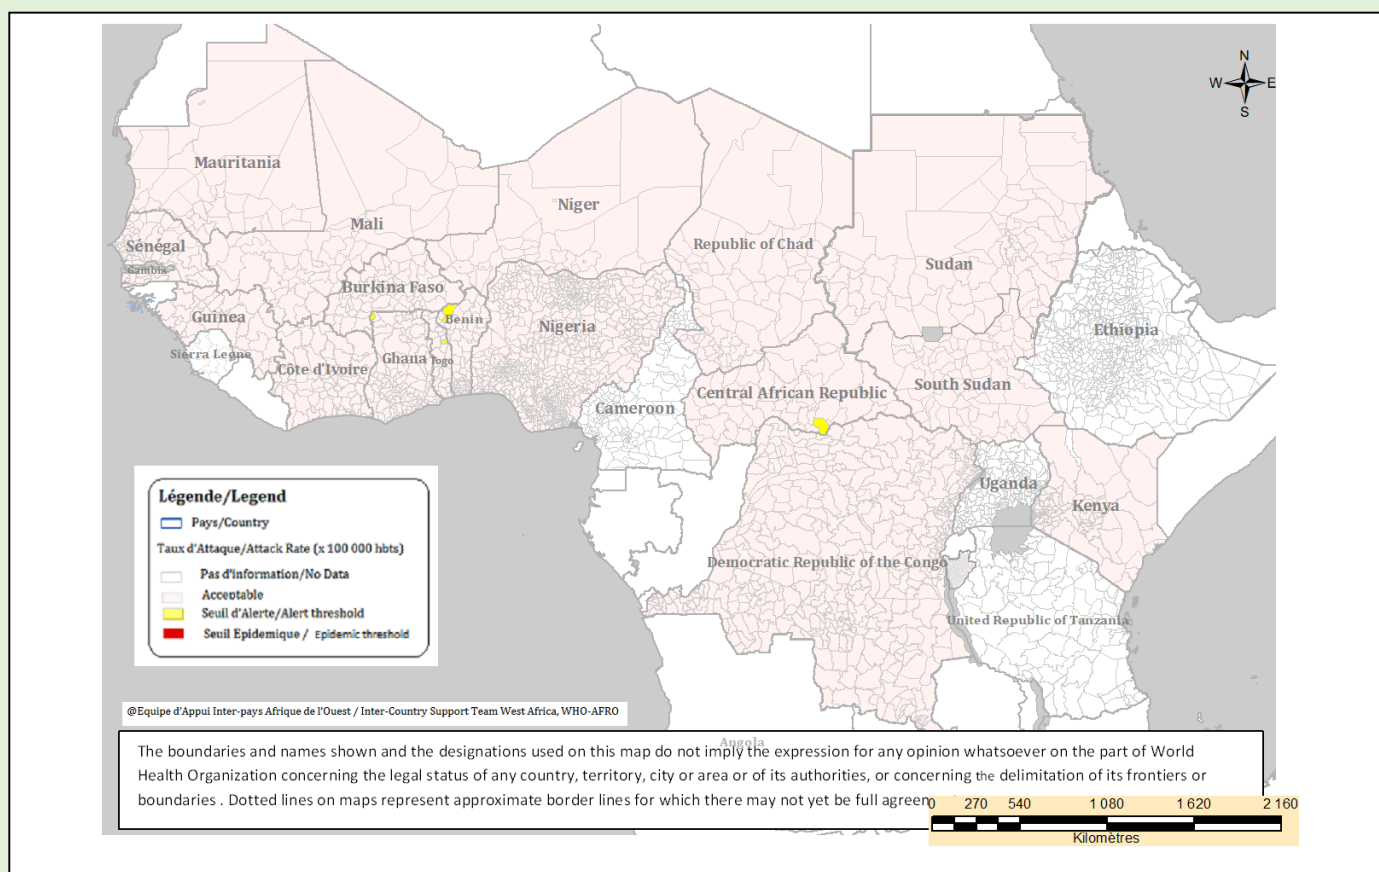 N
W E
S
Mauritania
Mali
Niger
Republic of Chad
Sudan
Sénégal
Gambia
Burkina Faso
Guinea
Benin
Nigeria
Ethiopia
Sierra Leone
Côte d'Ivoire
Ghana
Togo
Central African Republic
South Sudan
Cameroon
Uganda
Kenya
Democratic Republic of the Congo
United Republic of Tanzania
Angola
Légende/Legend
Pays/Country
Taux d'Attaque/Attack Rate (x 100 000 hbts)
Pas d'information/No Data
Acceptable
Seuil d'Alerte/Alert threshold
Seuil Epidemique / Epidemic threshold
@Equipe d'Appui Inter-pays Afrique de l'Ouest / Inter-Country Support Team West Africa, WHO-AFRO
The boundaries and names shown and the designations used on this map do not imply the expression for any opinion whatsoever on the part of World
Health Organization concerning the legal status of any country, territory, city or area or of its authorities, or concerning the delimitation of its frontiers or
boundaries . Dotted lines on maps represent approximate border lines for which there may not yet be full agreem
0 270 540 1 080 1 620 2 160
Kilomètres